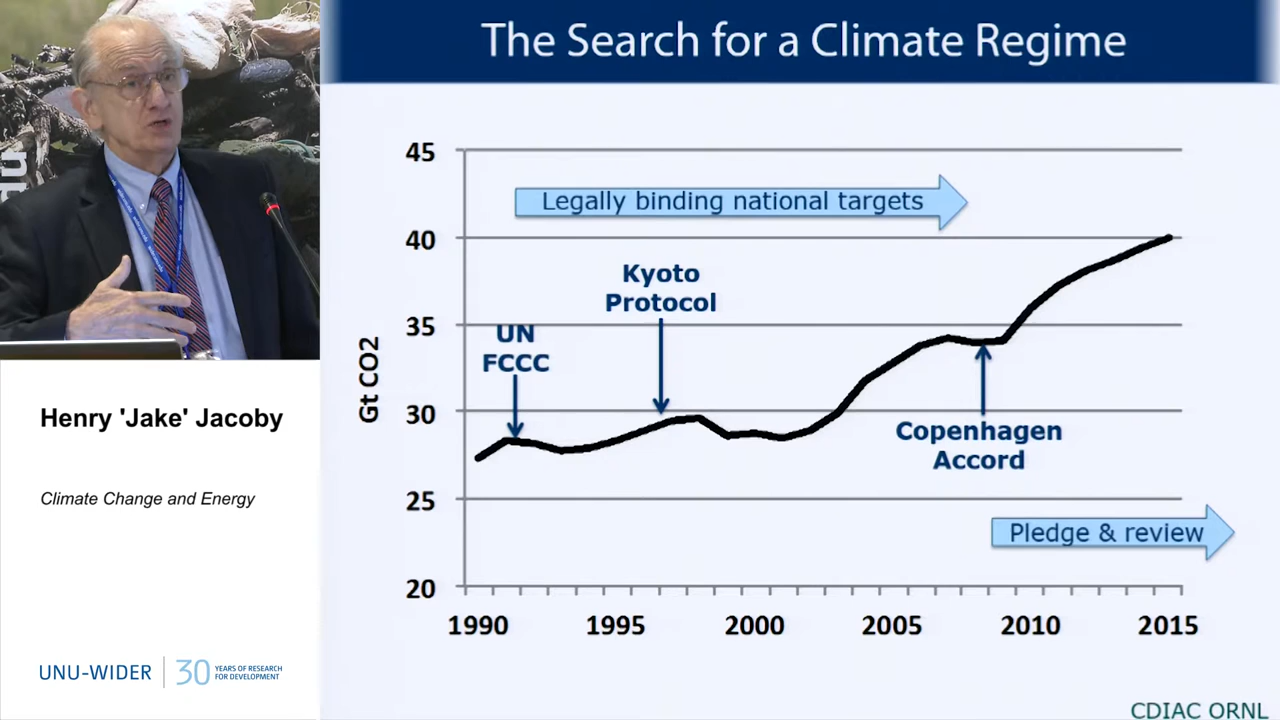 The Search for a Climate Regime
45
Legally binding national targets
40
Kyoto
Protocol
35
UN
FCCC
Gt CO2
30
Copenhagen
Accord
25
Pledge & review
20
1990 1995 2000 2005 2010 2015
CDIAC ORNL
Henry 'Jake' Jacoby
Climate Change and Energy
UNU-WIDER
30 YEARS OF RESEARCH
FOR DEVELOPMENT